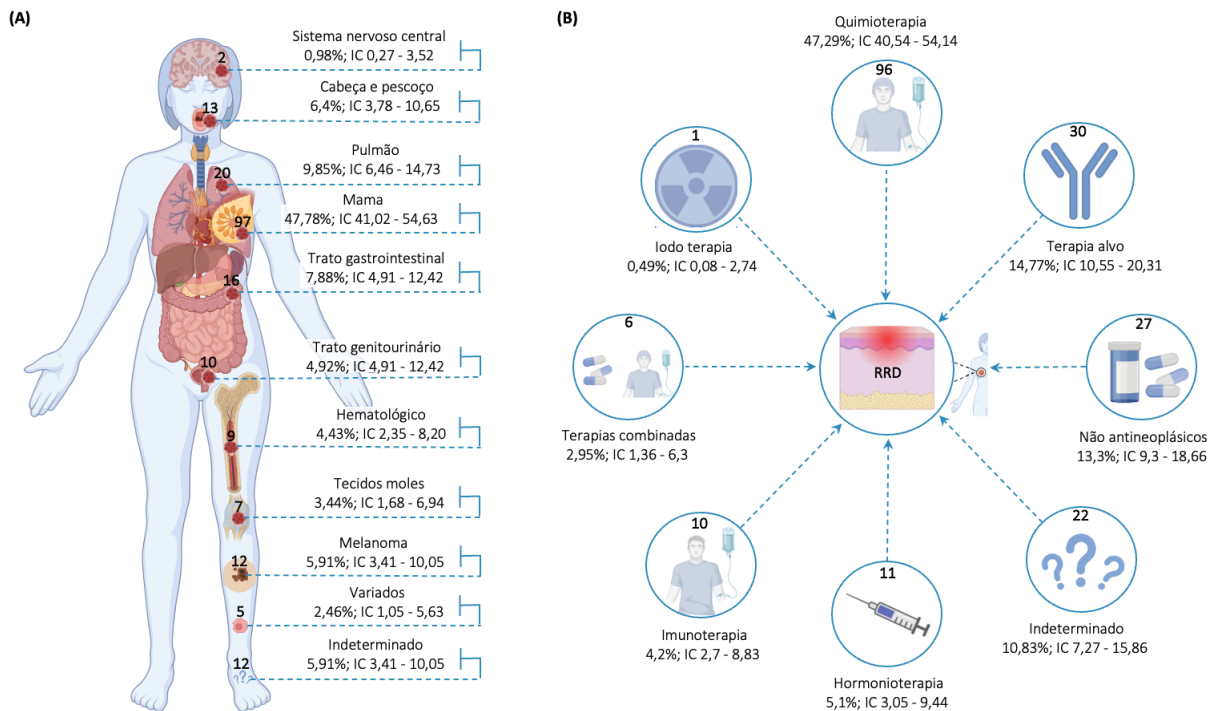 (A)
Sistema nervoso central
0,98%; IC 0,27 - 3,52
2
Cabeça e pescoço
6,4%; IC 3,78 - 10,65
13
Pulmão
9,85%; IC 6,46 - 14,73
20
Mama
47,78%; IC 41,02 - 54,63
97
Trato gastrointestinal
7,88%; IC 4,91 - 12,42
16
Trato genitourinário
4,92%; IC 4,91 - 12,42
10
Hematológico
4,43%; IC 2,35 - 8,20
9
Tecidos moles
3,44%; IC 1,68 - 6,94
7
Melanoma
5,91%; IC 3,41 - 10,05
12
Variados
2,46%; IC 1,05 - 5,63
5
Indeterminado
5,91%; IC 3,41 - 10,05
12
???
(B)
Quimioterapia
47,29%; IC 40,54 - 54,14
96
1
Iodo terapia
0,49%; IC 0,08 - 2,74
30
Terapia alvo
14,77%; IC 10,55 - 20,31
6
Terapias combinadas
2,95%; IC 1,36 - 6,3
RRD
27
Não antineoplásicos
13,3%; IC 9,3 - 18,66
10
Imunoterapia
4,2%; IC 2,7 - 8,83
11
Hormonioterapia
5,1%; IC 3,05 - 9,44
22
???
Indeterminado
10,83%; IC 7,27 - 15,86